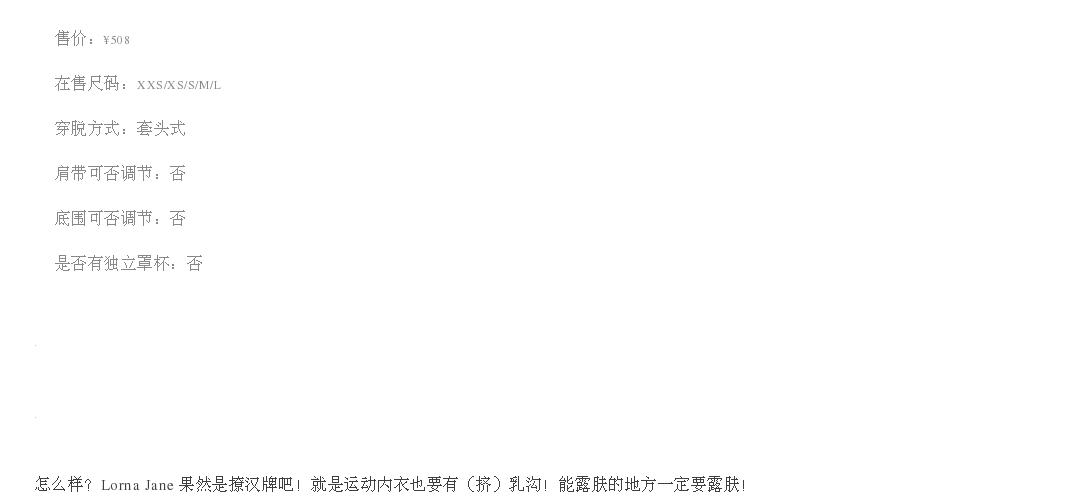 售价：¥508
在售尺码：XXS/XS/S/M/L
穿脱方式：套头式
肩带可否调节：否
底围可否调节：否
是否有独立罩杯：否
怎么样？Lorna Jane 果然是撩汉牌吧！就是运动内衣也要有（挤）乳沟！能露肤的地方一定要露肤！